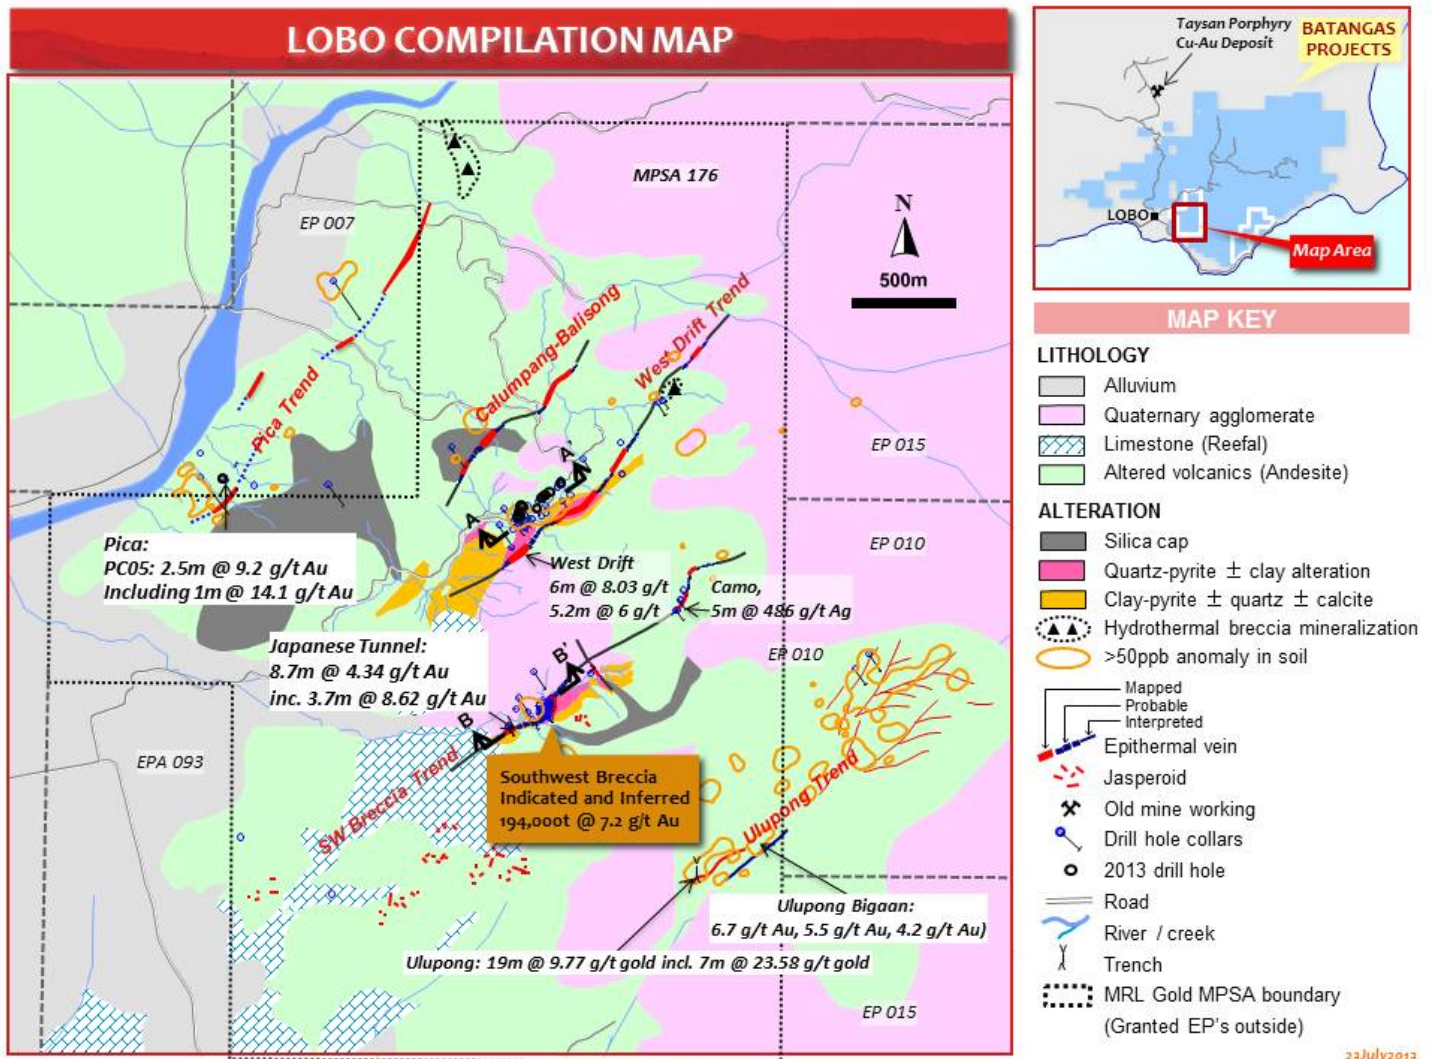 LOBO COMPILATION MAP
Taysan Porphyry
Cu-Au Deposit
BATANGAS
PROJECTS
LOBO
Map Area
MPSA 176
EP 007
N
500m
Calumpang-Balisong
West Drift Trend
Pica Trend
EP 015
A'
A
EP 010
Pica:
PC05: 2.5m @ 9.2 g/t Au
Including 1m @ 14.1 g/t Au
West Drift
6m @ 8.03 g/t
5.2m @ 6 g/t
Camo,
5m @ 486 g/t Ag
Japanese Tunnel:
8.7m @ 4.34 g/t Au
inc. 3.7m @ 8.62 g/t Au
EP 010
B'
B
EPA 093
SW Breccia Trend
Southwest Breccia
Indicated and Inferred
194,000t @ 7.2 g/t Au
Ulupong Trend
Ulupong Bigaan:
6.7 g/t Au, 5.5 g/t Au, 4.2 g/t Au)
Ulupong: 19m @ 9.77 g/t gold incl. 7m @ 23.58 g/t gold
EP 015
MAP KEY
LITHOLOGY
Alluvium
Quaternary agglomerate
Limestone (Reefal)
Altered volcanics (Andesite)
ALTERATION
Silica cap
Quartz-pyrite ± clay alteration
Clay-pyrite ± quartz ± calcite
Hydrothermal breccia mineralization
>50ppb anomaly in soil
Mapped
Probable
Interpreted
Epithermal vein
Jasperoid
Old mine working
Drill hole collars
2013 drill hole
Road
River / creek
Trench
MRL Gold MPSA boundary
(Granted EP's outside)
23July2013